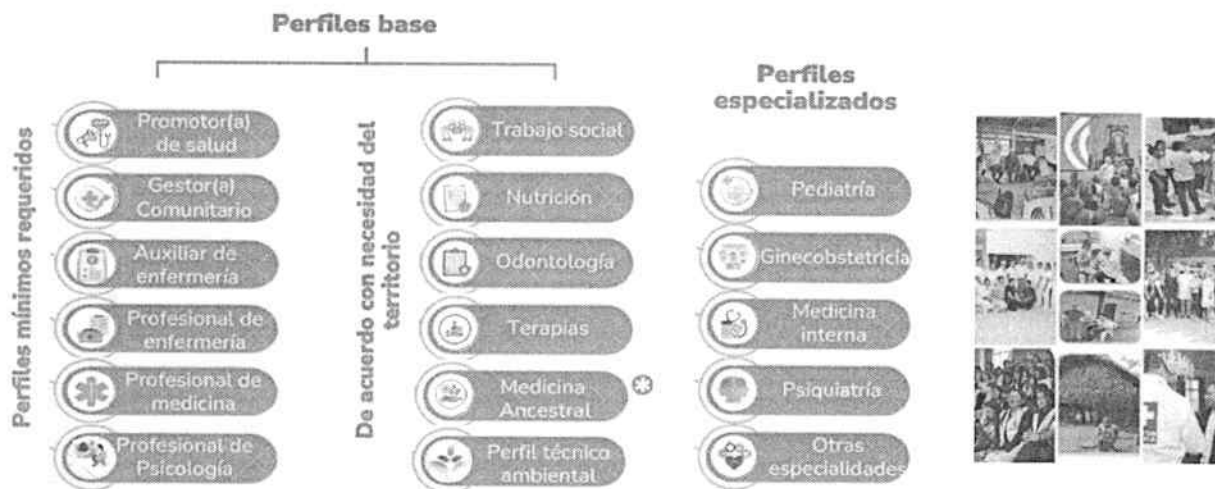 Perfiles base
Perfiles mínimos requeridos
Promotor(a)
de salud
Gestor(a)
Comunitario
Auxiliar de
enfermería
Profesional de
enfermería
Profesional de
medicina
Profesional de
Psicología
De acuerdo con necesidad del
territorio
Trabajo social
Nutrición
Odontología
Terapias
Medicina
Ancestral
*
Perfil técnico
ambiental
Perfiles
especializados
Pediatría
Ginecobstetricia
Medicina
interna
Psiquiatría
Otras
especialidades